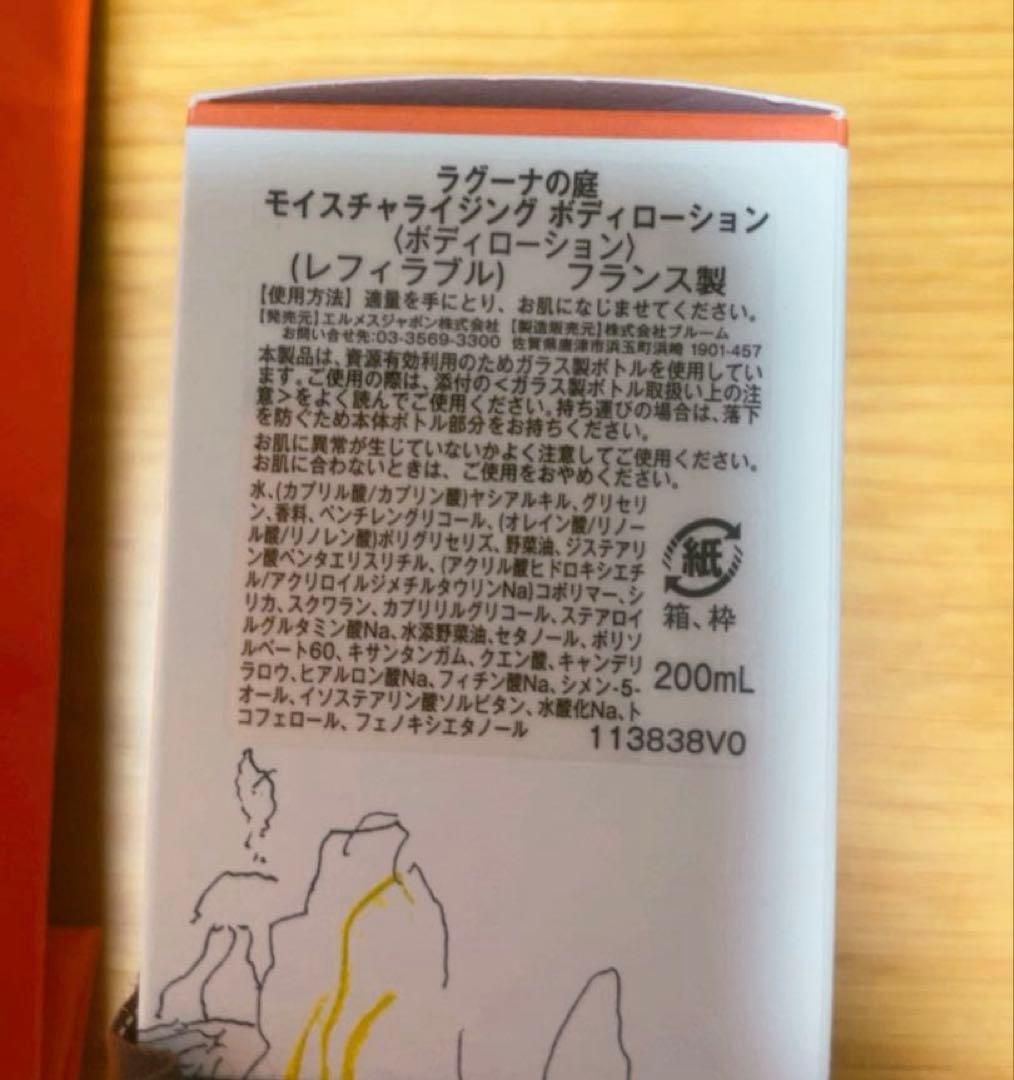 ラグーナの庭
モイスチャライジング ボディローション
〈ボディローション〉
(レフィラブル) フランス製
【使用方法】適量を手にとり、お肌になじませてください。
【発売元】エルメスジャポン株式会社 【製造販売元】株式会社ブルーム
お問い合せ先:03-3569-3300 佐賀県唐津市浜玉町浜崎 1901-457
本製品は、資源有効利用のためガラス製ボトルを使用してい
ます。ご使用の際は、添付の<ガラス製ボトル取扱い上の注
意>をよく読んでご使用ください。持ち運びの場合は、落下
を防ぐため本体ボトル部分をお持ちください。
お肌に異常が生じていないかよく注意してご使用ください。
お肌に合わないときは、ご使用をおやめください。
水、(カプリル酸/カプリン酸)ヤシアルキル、グリセリ
ン、香料、ペンチレングリコール、(オレイン酸/リノー
ル酸/リノレン酸)ポリグリセリズ、野菜油、ジステアリ
ン酸ペンタエリスリチル、(アクリル酸ヒドロキシエチ
ル/アクリロイルジメチルタウリンNa)コポリマー、シ
リカ、スクワラン、カプリリルグリコール、ステアロイ
ルグルタミン酸Na、水添野菜油、セタノール、ポリソ
ルベート60、キサンタンガム、クエン酸、キャンデリ
ラロウ、ヒアルロン酸Na、フィチン酸Na、シメン-5-
オール、イソステアリン酸ソルビタン、水酸化Na、ト
コフェロール、フェノキシエタノール
紙
箱、枠
200mL
113838V0